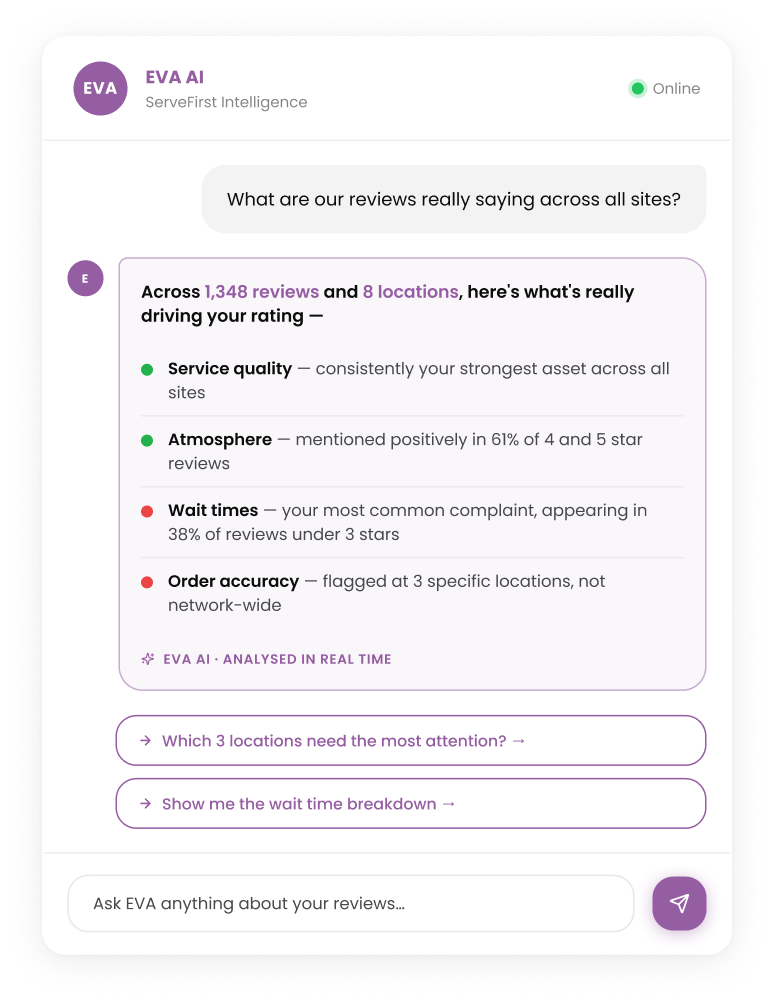 EVA
EVA AI
ServeFirst Intelligence
Online
What are our reviews really saying across all sites?
E
Across 1,348 reviews and 8 locations, here's what's really
driving your rating —
Service quality — consistently your strongest asset across all
sites
Atmosphere — mentioned positively in 61% of 4 and 5 star
reviews
Wait times — your most common complaint, appearing in
38% of reviews under 3 stars
Order accuracy — flagged at 3 specific locations, not
network-wide
EVA AI · ANALYSED IN REAL TIME
→ Which 3 locations need the most attention? →
→ Show me the wait time breakdown →
Ask EVA anything about your reviews...